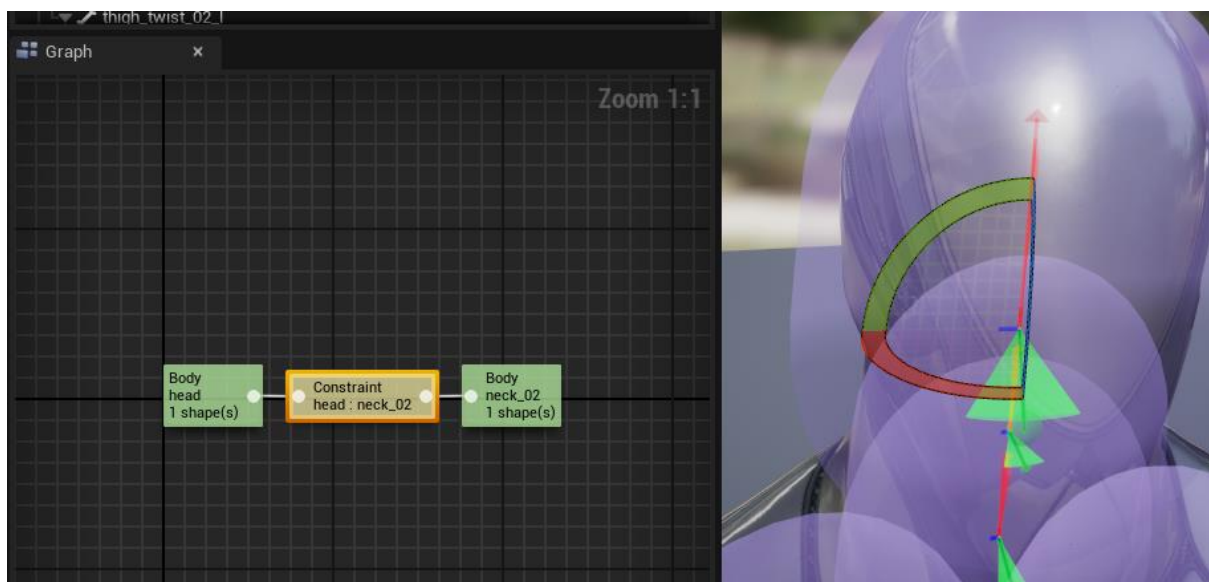 thigh_twist_02_l
Graph
Zoom 1:1
Body
head
1 shape(s)
Constraint
head : neck_02
Body
neck_02
1 shape(s)